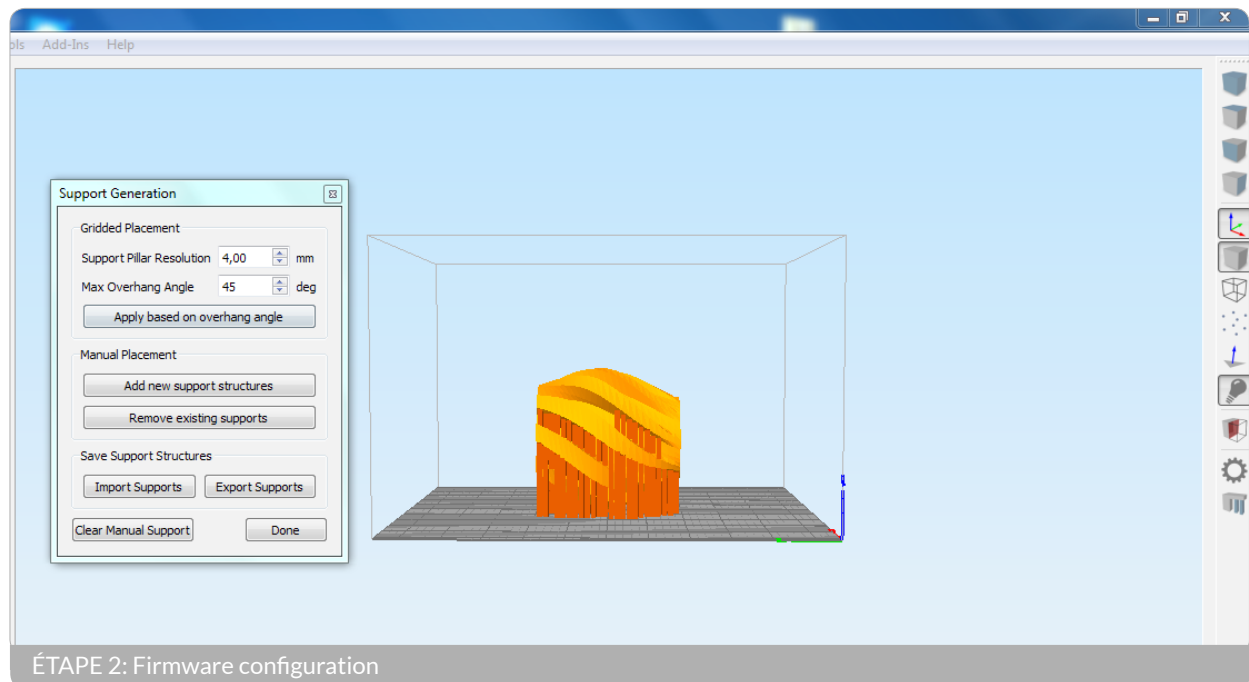 Add-Ins Help
Support Generation
Gridded Placement
Support Pillar Resolution 4,00 mm
Max Overhang Angle 45 deg
Apply based on overhang angle
Manual Placement
Add new support structures
Remove existing supports
Save Support Structures
Import Supports Export Supports
Clear Manual Support Done
ÉTAPE 2: Firmware configuration